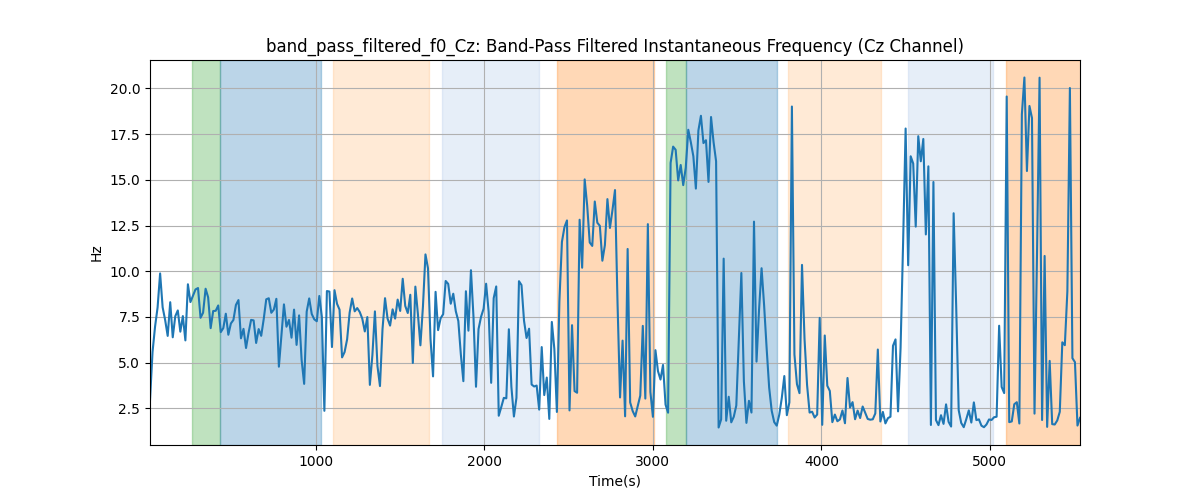 band_pass_filtered_f0_Cz: Band-Pass Filtered Instantaneous Frequency (Cz Channel)
20.0
17.5
15.0
12.5
10.0
7.5
5.0
2.5
Hz
1000 2000 3000 4000 5000
Time(s)